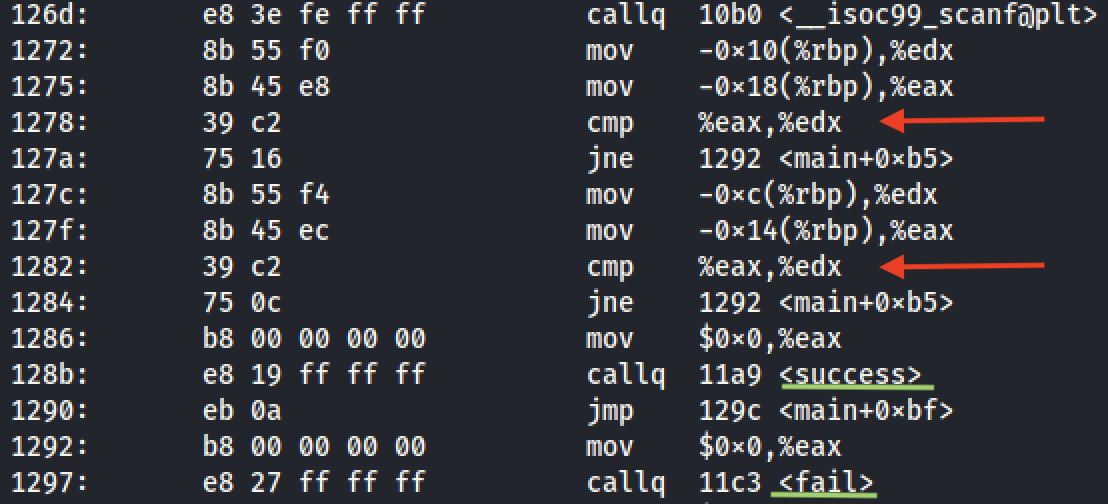 126d: e8 3e fe ff ff callq 10b0 <__isoc99_scanf@plt>
1272: 8b 55 f0 mov -0×10(%rbp),%edx
1275: 8b 45 e8 mov -0×18(%rbp),%eax
1278: 39 c2 cmp %eax,%edx
127a: 75 16 jne 1292 <main+0×b5>
127c: 8b 55 f4 mov -0×c(%rbp),%edx
127f: 8b 45 ec mov -0×14(%rbp),%eax
1282: 39 c2 cmp %eax,%edx
1284: 75 0c jne 1292 <main+0×b5>
1286: b8 00 00 00 00 mov $0×0,%eax
128b: e8 19 ff ff ff callq 11a9 <success>
1290: eb 0a jmp 129c <main+0×bf>
1292: b8 00 00 00 00 mov $0×0,%eax
1297: e8 27 ff ff ff callq 11c3 <fail>